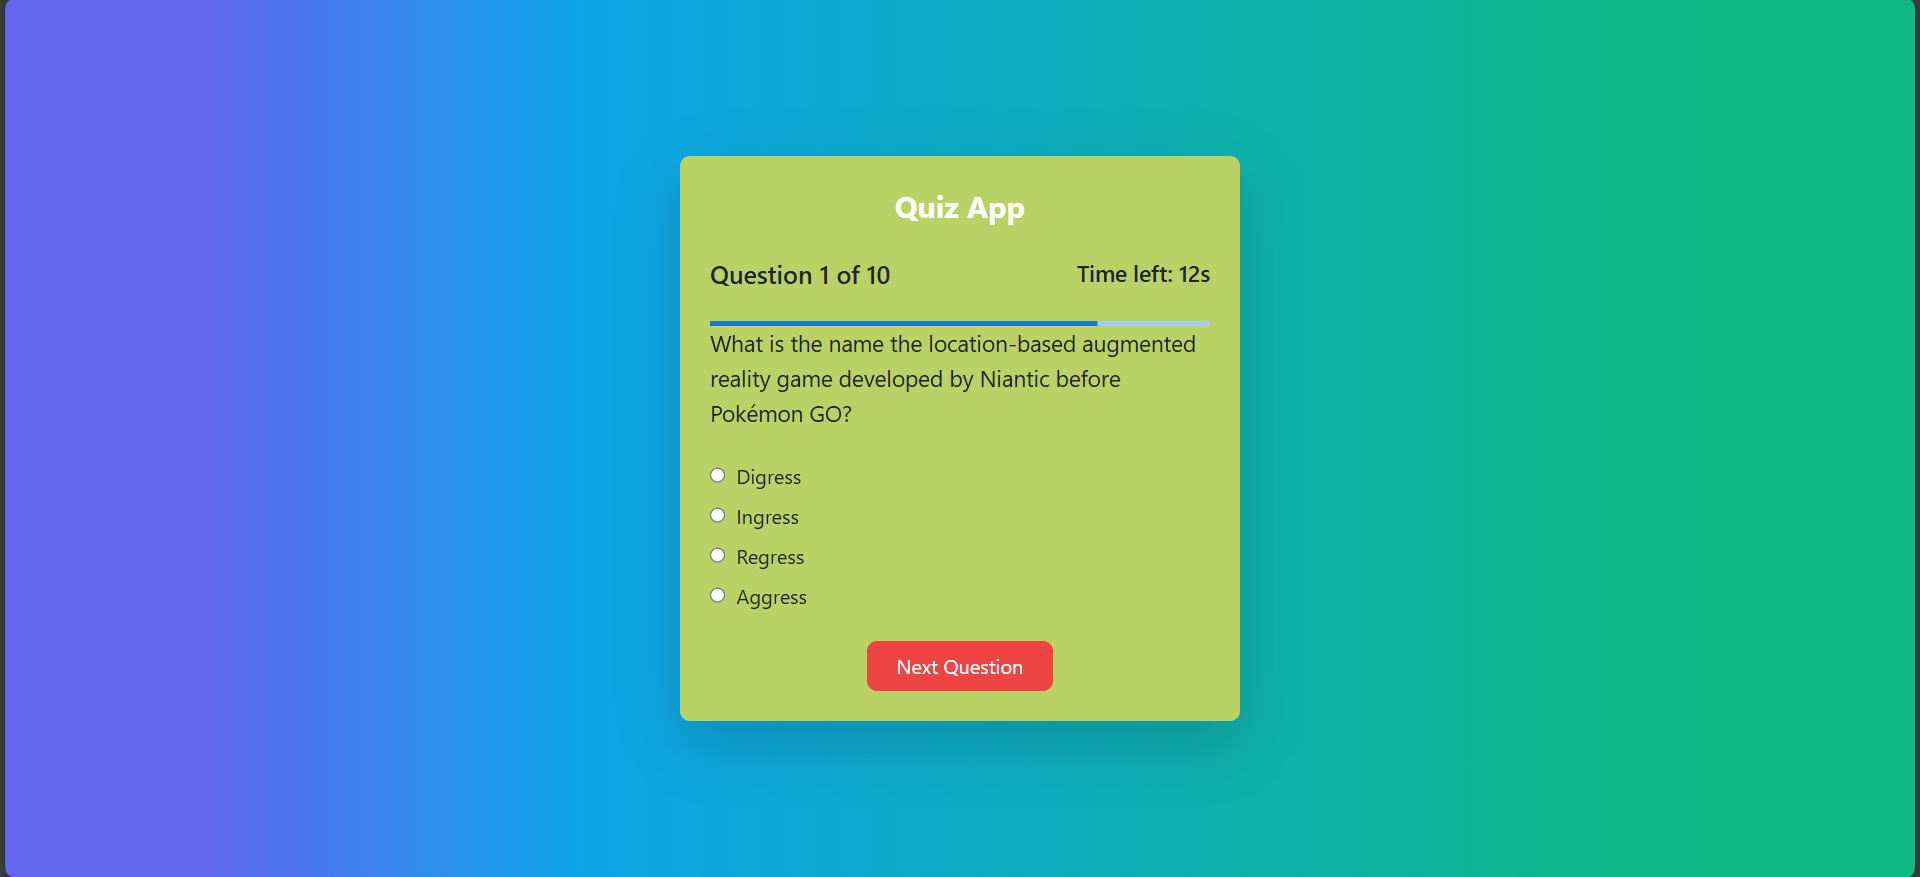 Quiz App
Question 1 of 10
Time left: 12s
What is the name the location-based augmented
reality game developed by Niantic before
Pokémon GO?
Digress
Ingress
Regress
Aggress
Next Question